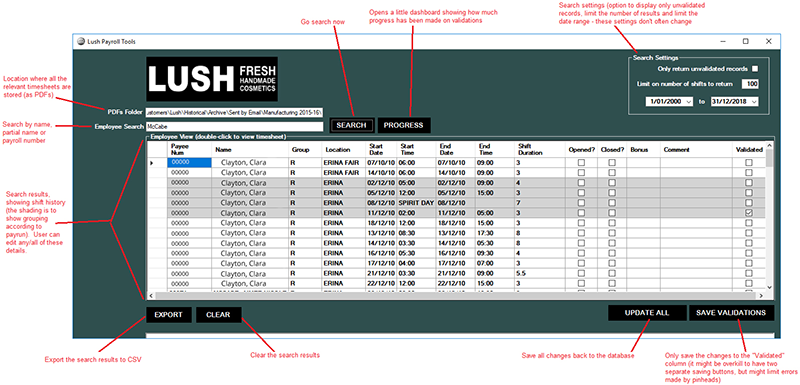 Opens a little dashboard showing how much
progress has been made on validations
Search settings (option to display only unvalidated
records, limit the number of results and limit the
date range - these settings don't often change
Go search now
Lush Payroll Tools
LUSH FRESH
HANDMADE
COSMETICS
Search Settings
Only return unvalidated records
Limit on number of shifts to return 100
1/01/2000 to 31/12/2018
Location where all the
relevant timesheets are
stored (as PDFs)
PDFs Folder ustomers\Lush\Historical\Archive\Sent by Email\Manufacturing 2015-16\
Search by name,
partial name or
payroll number
Employee Search McCabe
SEARCH PROGRESS
Employee View (double-click to view timesheet)
Payee Num Name Group Location Start Date Start Time End Date End Time Shift Duration Opened? Closed? Bonus Comment Validated
00000 Clayton, Clara R ERINA FAIR 07/10/10 06:00 07/10/10 09:00 3
00000 Clayton, Clara R ERINA FAIR 14/10/10 06:00 14/10/10 09:00 3
00000 Clayton, Clara R ERINA 02/12/10 05:00 02/12/10 09:00 4
00000 Clayton, Clara R ERINA 05/12/10 12:00 05/12/10 15:00 3
00000 Clayton, Clara R ERINA 08/12/10 SPIRIT DAY 08/12/10 7
00000 Clayton, Clara R ERINA 11/12/10 02:00 11/12/10 05:00 3
00000 Clayton, Clara R ERINA 18/12/10 12:00 18/12/10 15:00 3
00000 Clayton, Clara R ERINA 13/12/10 08:30 13/12/10 17:30 8
00000 Clayton, Clara R ERINA 14/12/10 03:30 14/12/10 05:30 8
00000 Clayton, Clara R ERINA 16/12/10 05:30 16/12/10 09:30 4
00000 Clayton, Clara R ERINA 17/12/10 04:00 17/12/10 07:00 3
00000 Clayton, Clara R ERINA 21/12/10 03:30 21/12/10 09:00 5.5
00000 Clayton, Clara R ERINA 22/12/10 12:00 22/12/10 15:00 3
Search results,
showing shift history
(the shading is to
show grouping
according to
payrun). User can
edit any/all of these
details.
EXPORT CLEAR
UPDATE ALL SAVE VALIDATIONS
Export the search results to CSV
Clear the search results
Save all changes back to the database
Only save the changes to the "Validated"
column (it might be overkill to have two
separate saving buttons, but might limit errors
made by pinheads)